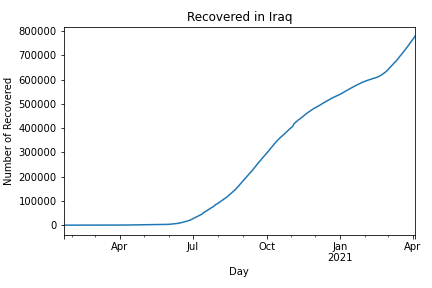 Recovered in Iraq
Number of Recovered
800000
700000
600000
500000
400000
300000
200000
100000
0
Apr Jul Oct Jan Apr
2021
Day